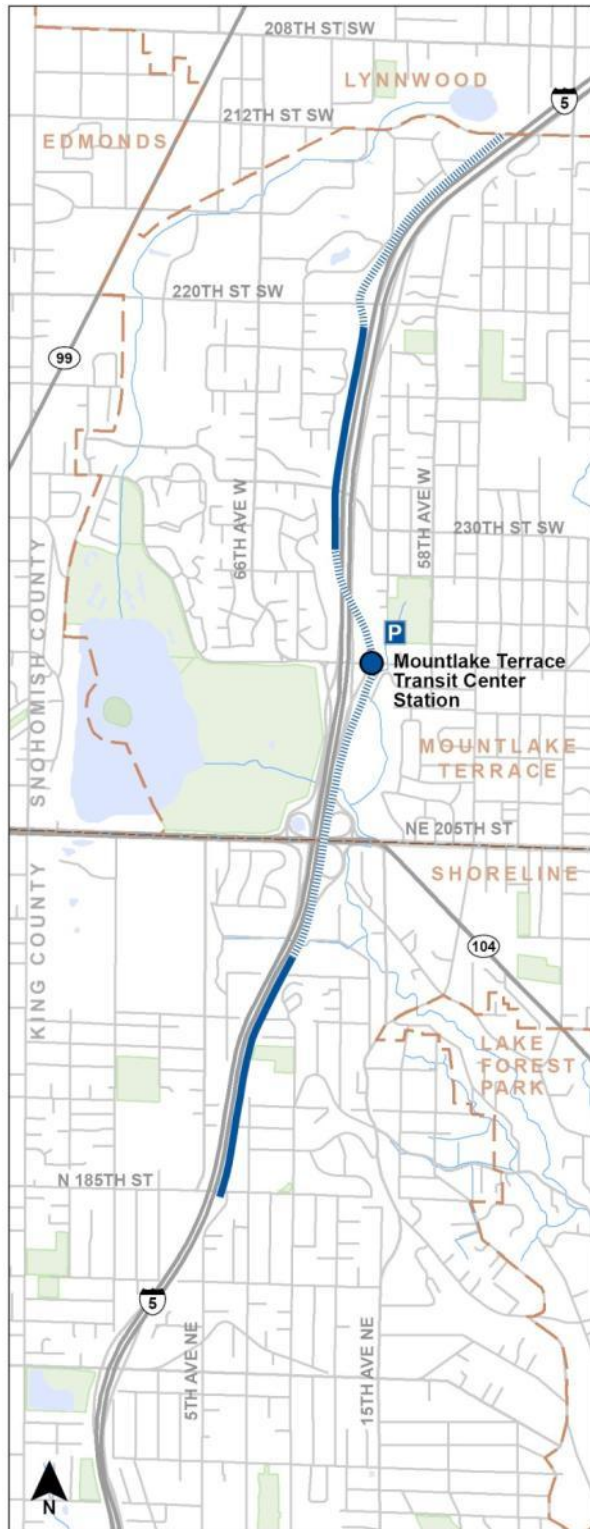 208TH ST SW
LYNNWOOD
5
212TH ST SW
EDMONDS
220TH ST SW
99
66TH AVE W
58TH AVE W
230TH ST SW
SNOHOMISH COUNTY
P
Mountlake Terrace
Transit Center
Station
MOUNTLAKE
TERRACE
NE 205TH ST
SHORELINE
KING COUNTY
104
LAKE
FOREST
PARK
N 185TH ST
5
5TH AVE NE
15TH AVE NE
N